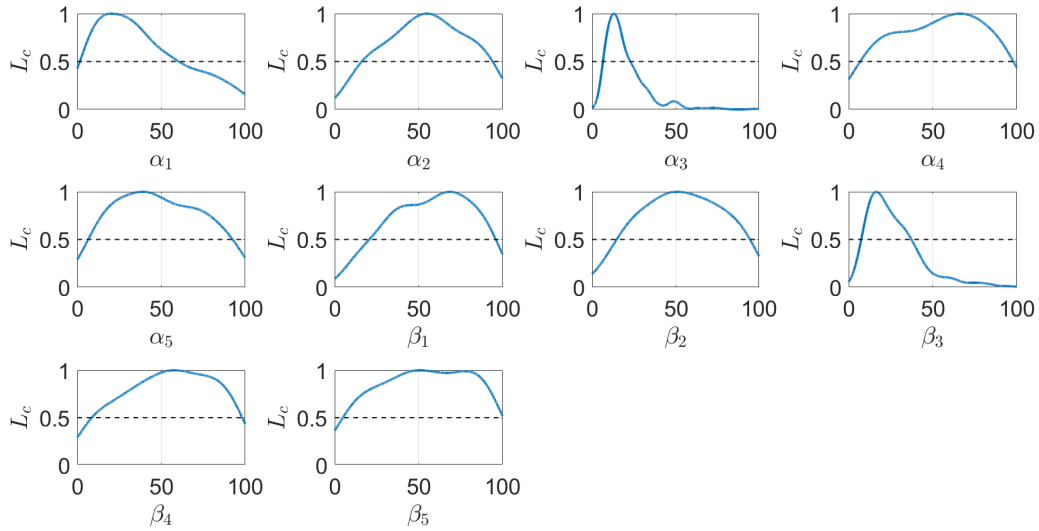 L_c 1 0.5 0 0 50 100 α_1
L_c 1 0.5 0 0 50 100 α_2
L_c 1 0.5 0 0 50 100 α_3
L_c 1 0.5 0 0 50 100 α_4
L_c 1 0.5 0 0 50 100 α_5
L_c 1 0.5 0 0 50 100 β_1
L_c 1 0.5 0 0 50 100 β_2
L_c 1 0.5 0 0 50 100 β_3
L_c 1 0.5 0 0 50 100 β_4
L_c 1 0.5 0 0 50 100 β_5